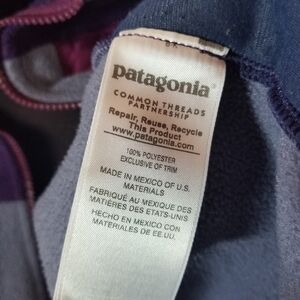 patagonia®
COMMON THREADS
PARTNERSHIP
Repair, Reuse, Recycle
This Product
www.patagonia.com
100% POLYESTER
EXCLUSIVE OF TRIM
MADE IN MEXICO OF U.S.
MATERIALS
FABRIQUÉ AU MEXIQUE DES
MATIÈRES DES ETATS-UNIS
HECHO EN MEXICO CON
MATERIALES DE EE.UU.